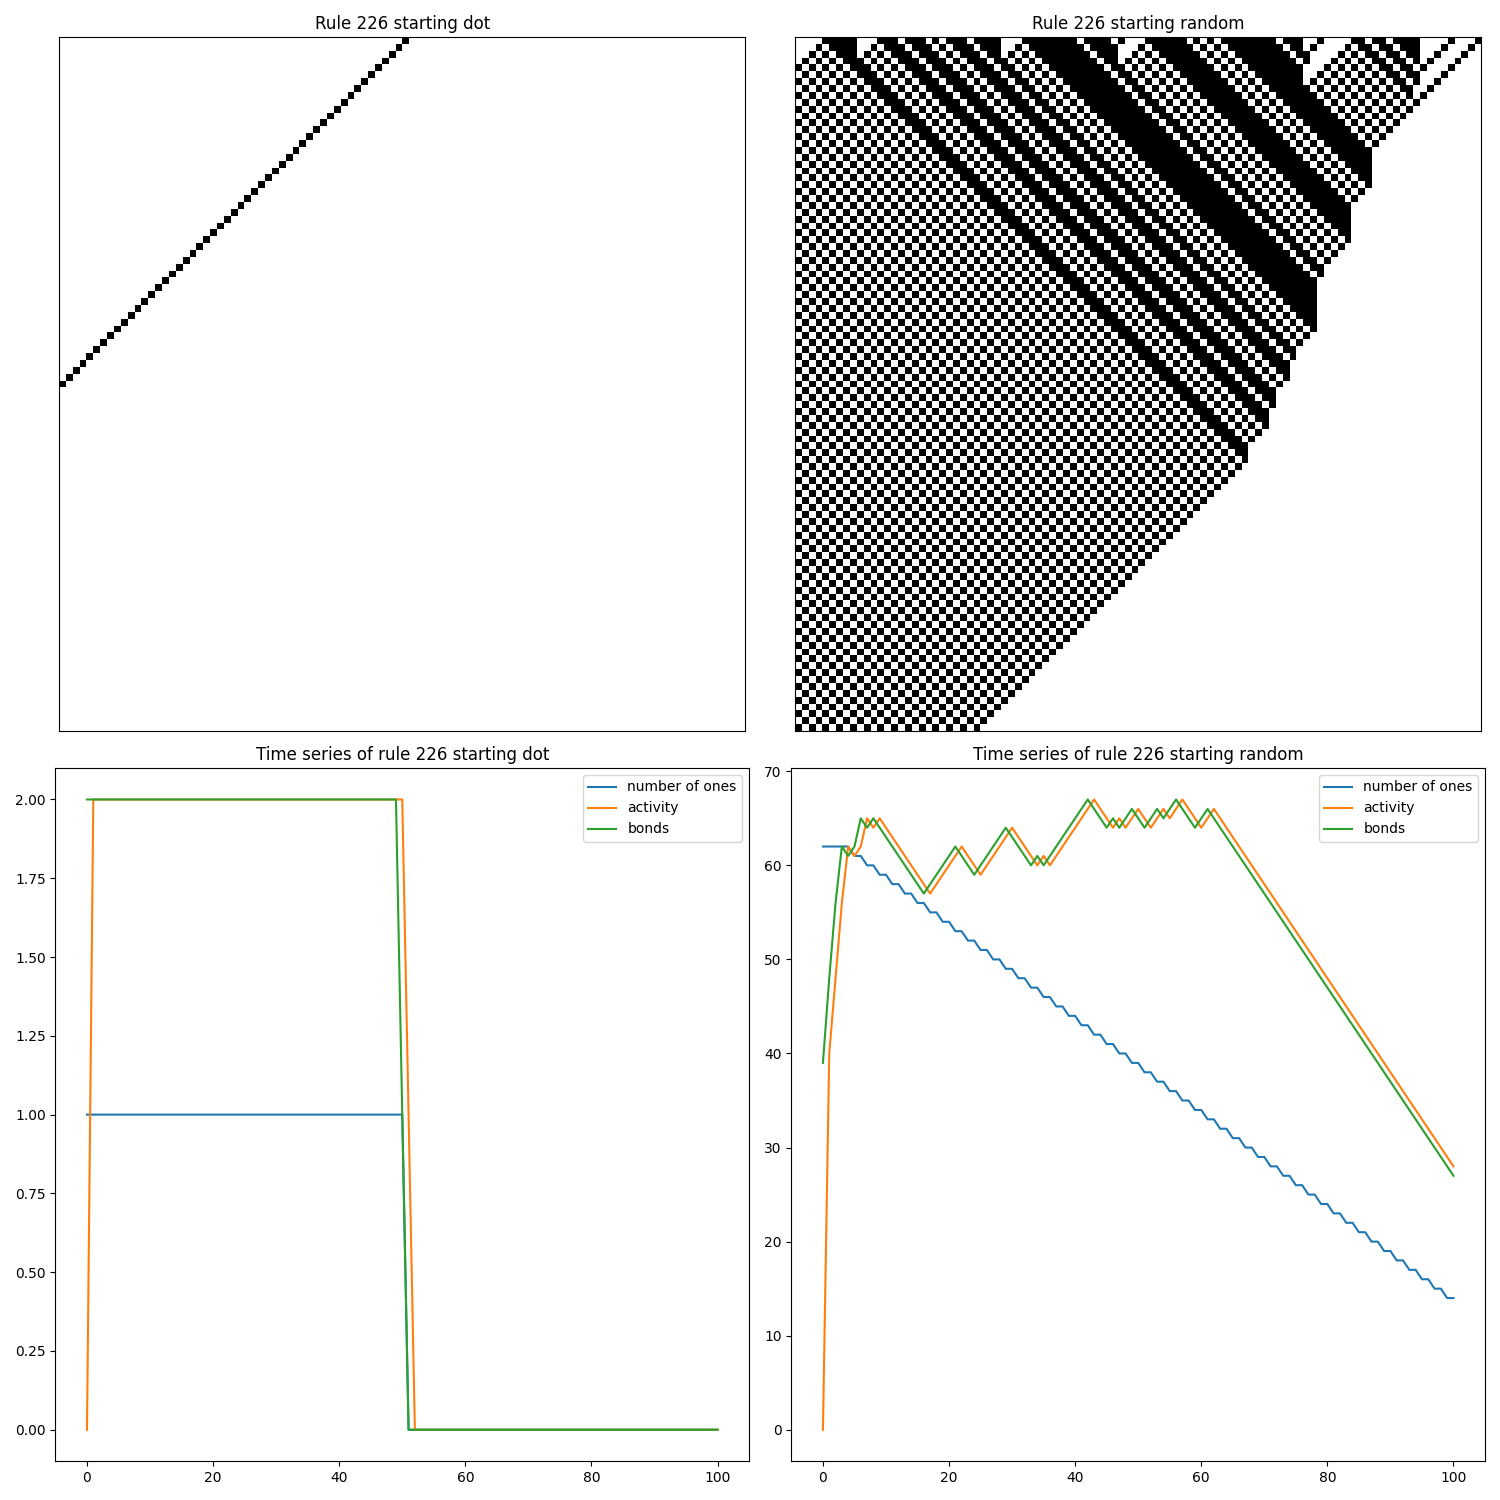 Rule 226 starting dot
Rule 226 starting random
Time series of rule 226 starting dot
2.00
1.75
1.50
1.25
1.00
0.75
0.50
0.25
0.00
0 20 40 60 80 100
number of ones
activity
bonds
Time series of rule 226 starting random
70
60
50
40
30
20
10
0
0 20 40 60 80 100
number of ones
activity
bonds